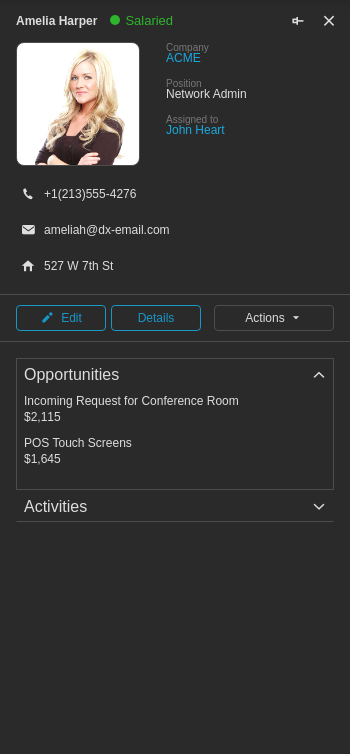 Amelia Harper Salaried
Company
ACME
Position
Network Admin
Assigned to
John Heart
+1(213)555-4276
ameliah@dx-email.com
527 W 7th St
Edit Details Actions
Opportunities
Incoming Request for Conference Room
$2,115
POS Touch Screens
$1,645
Activities